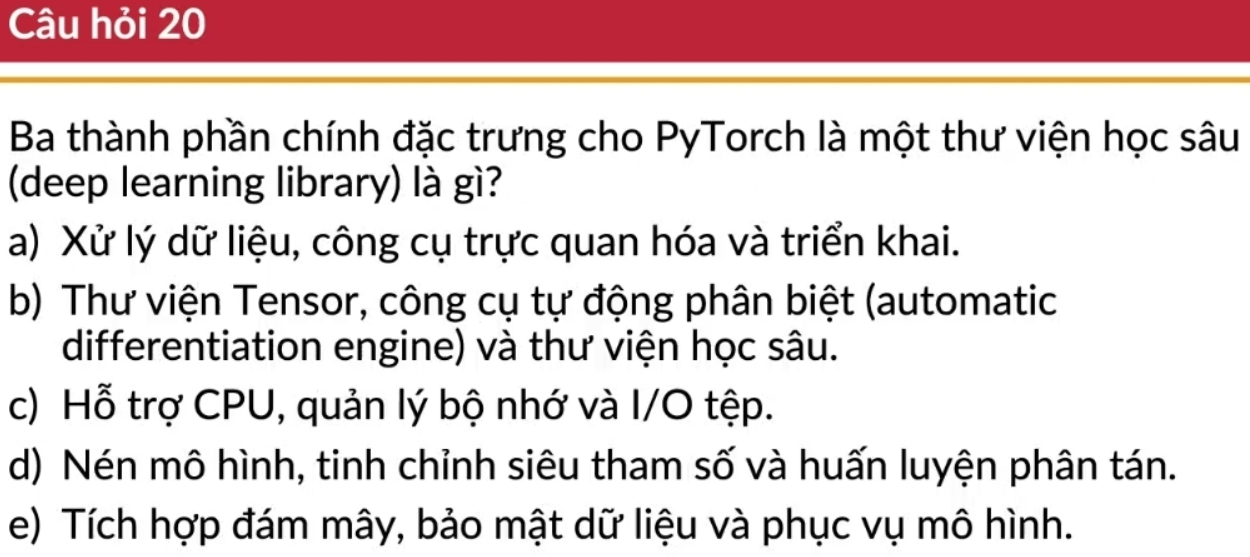 Câu hỏi 20
Ba thành phần chính đặc trưng cho PyTorch là một thư viện học sâu
(deep learning library) là gì?
a) Xử lý dữ liệu, công cụ trực quan hóa và triển khai.
b) Thư viện Tensor, công cụ tự động phân biệt (automatic
differentiation engine) và thư viện học sâu.
c) Hỗ trợ CPU, quản lý bộ nhớ và I/O tệp.
d) Nén mô hình, tinh chỉnh siêu tham số và huấn luyện phân tán.
e) Tích hợp đám mây, bảo mật dữ liệu và phục vụ mô hình.